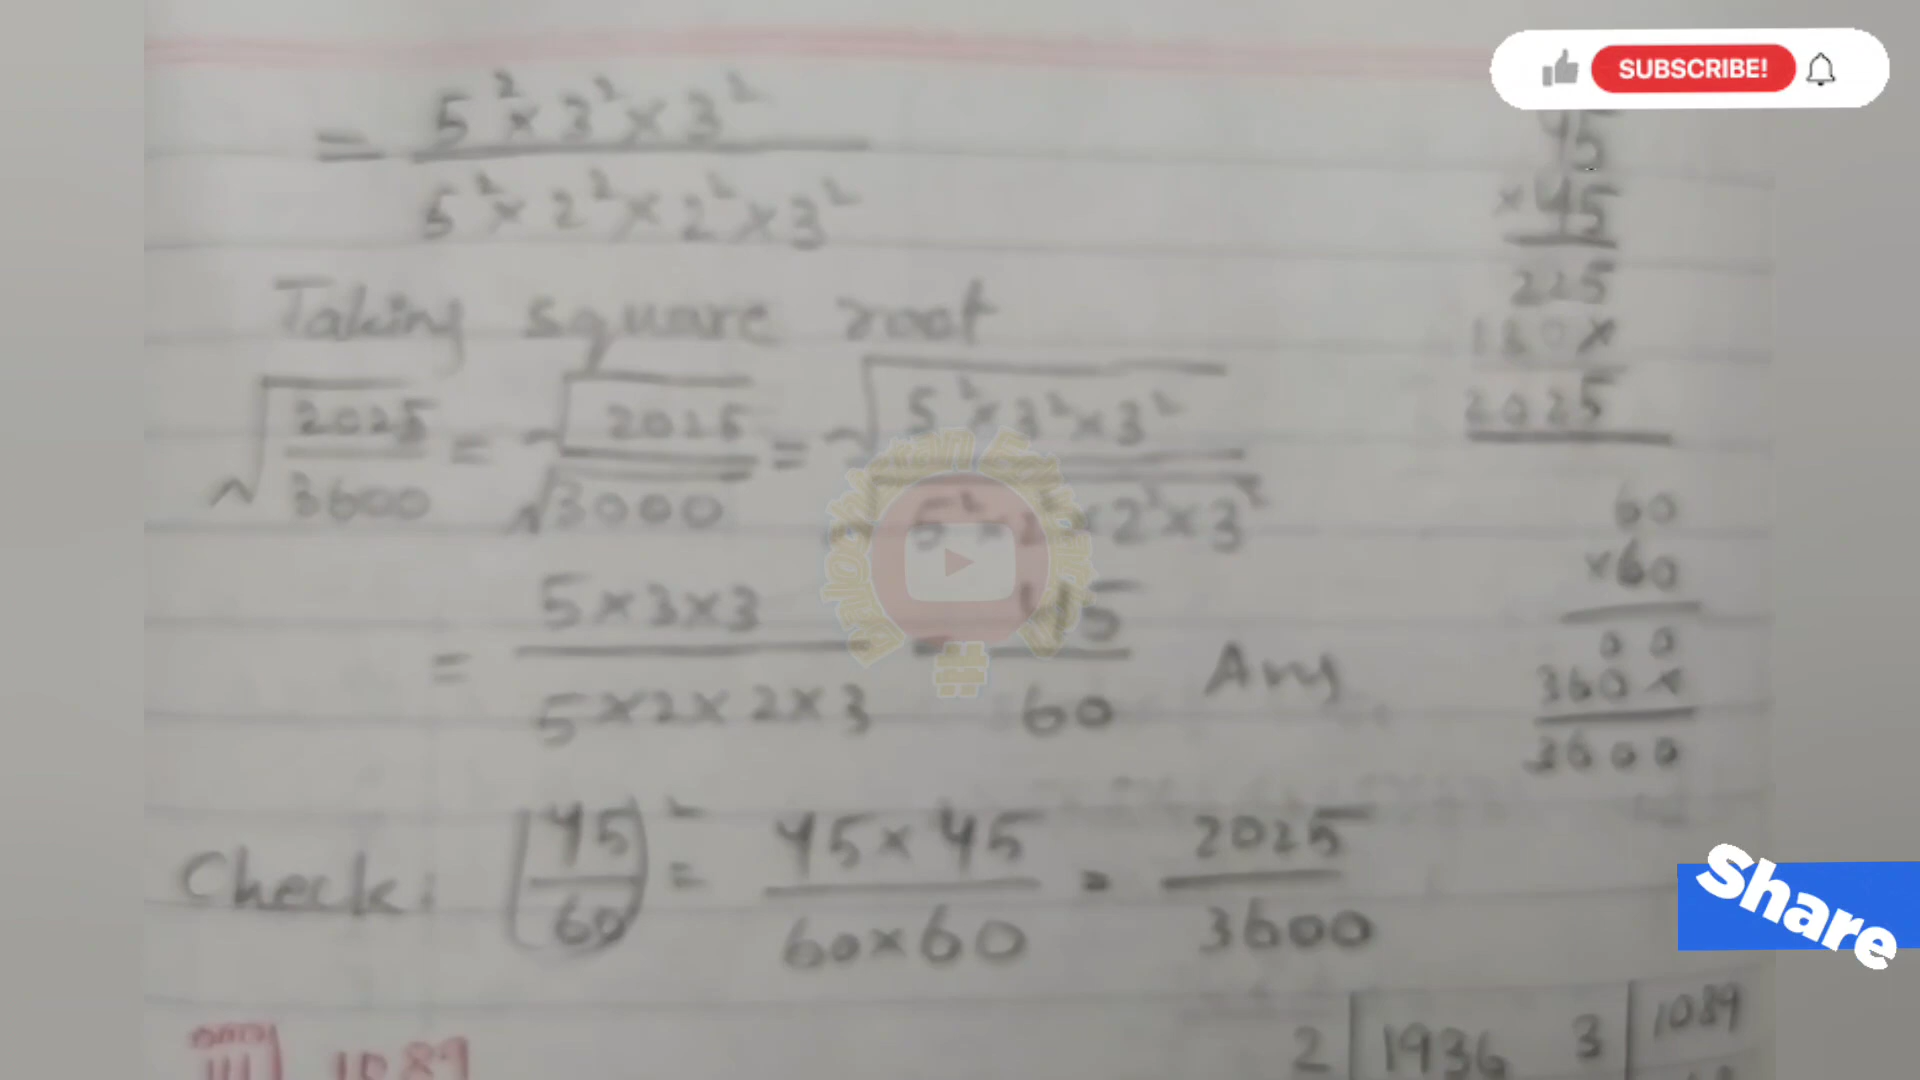 SUBSCRIBE!
= 5² × 3² × 3² / 5² × 2² × 2² × 3²
Taking square root
√2025/3600 = √2025/√3000 = √5² × 3² × 3² / √5² × 2² × 2² × 3²
= 5 × 3 × 3 / 5 × 2 × 2 × 3 = 45/60 Ans
Check: (45/60)² = 45 × 45 / 60 × 60 = 2025/3600
45
× 45
225
180×
2025
60
×60
00
360×
3600
Share
#
2 | 1936 3 | 1089
1089